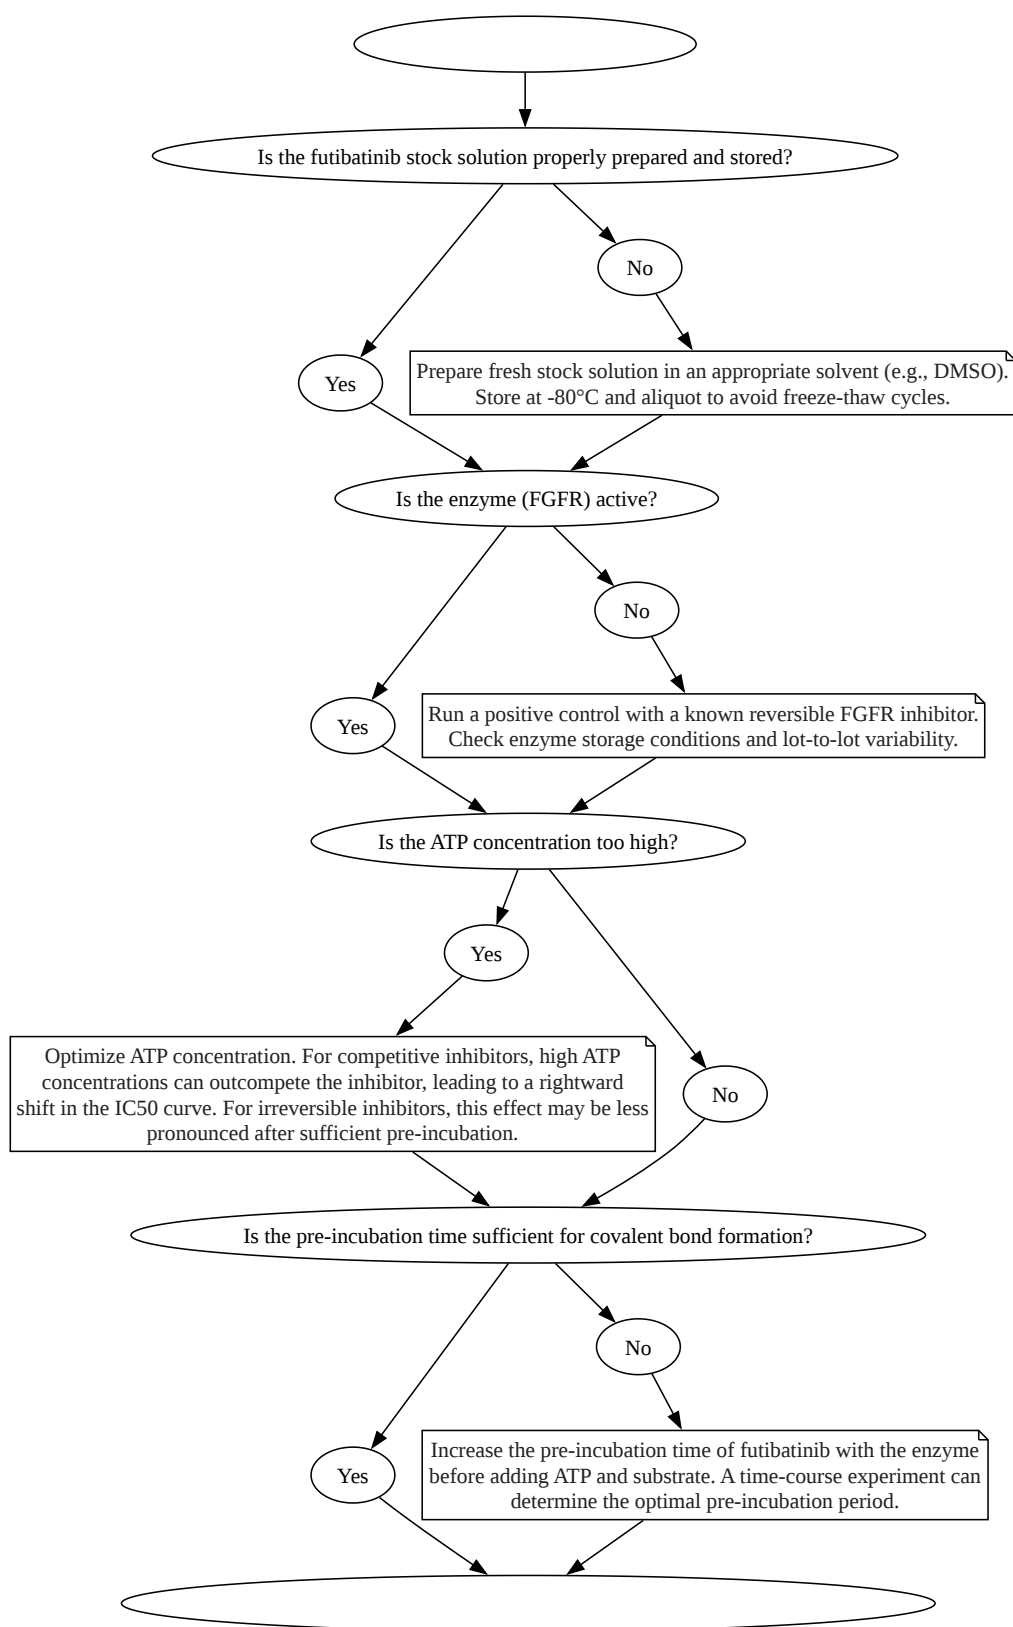 Is the futibatinib stock solution properly prepared and stored?
No
Yes
Prepare fresh stock solution in an appropriate solvent (e.g., DMSO).
Store at -80°C and aliquot to avoid freeze-thaw cycles.
Is the enzyme (FGFR) active?
No
Yes
Run a positive control with a known reversible FGFR inhibitor.
Check enzyme storage conditions and lot-to-lot variability.
Is the ATP concentration too high?
Yes
Optimize ATP concentration. For competitive inhibitors, high ATP
concentrations can outcompete the inhibitor, leading to a rightward
shift in the IC50 curve. For irreversible inhibitors, this effect may be less
pronounced after sufficient pre-incubation.
No
Is the pre-incubation time sufficient for covalent bond formation?
No
Yes
Increase the pre-incubation time of futibatinib with the enzyme
before adding ATP and substrate. A time-course experiment can
determine the optimal pre-incubation period.